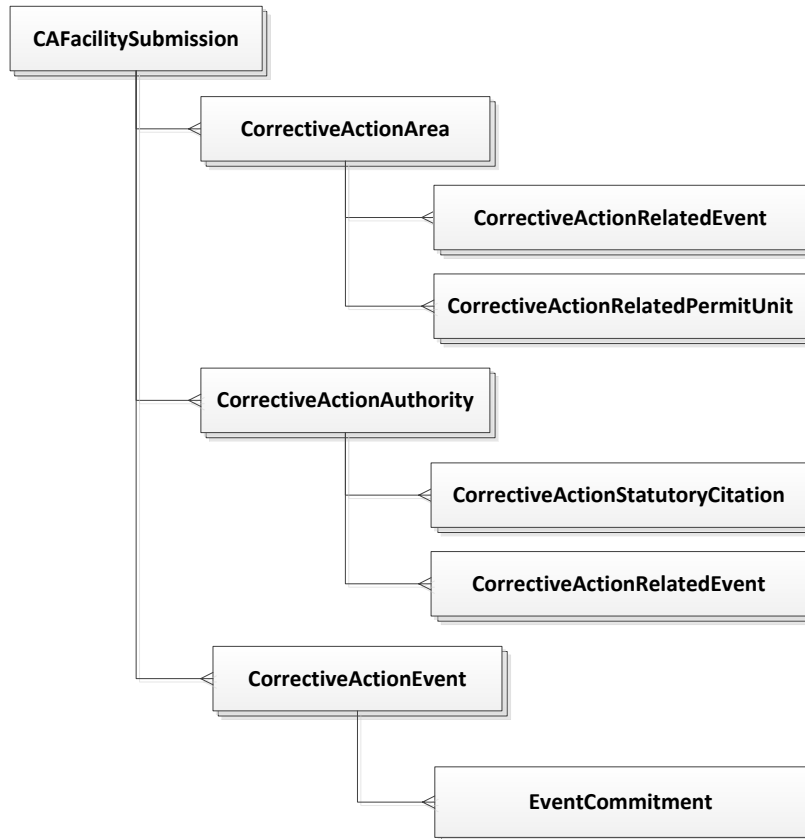 CAFacilitySubmission
CorrectiveActionArea
CorrectiveActionRelatedEvent
CorrectiveActionRelatedPermitUnit
CorrectiveActionAuthority
CorrectiveActionStatutoryCitation
CorrectiveActionRelatedEvent
CorrectiveActionEvent
EventCommitment